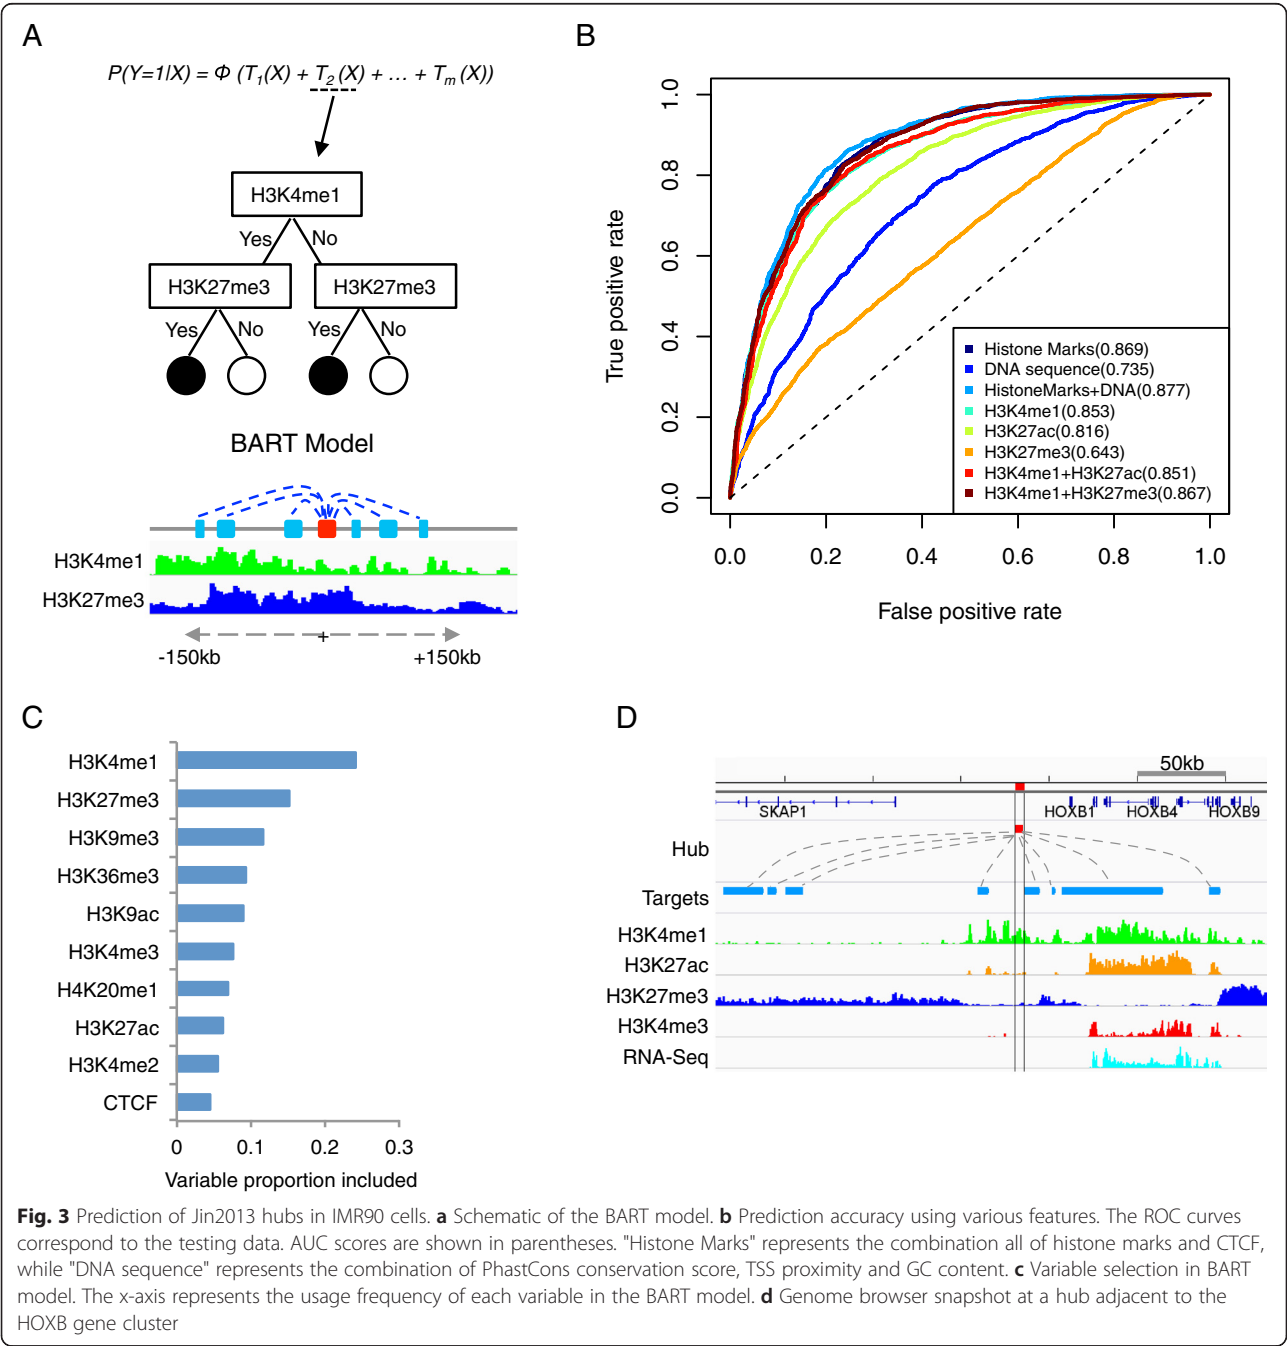 A
P(Y=1|X) = Φ (T1(X) + T2 (X) + ... + Tm (X))
H3K4me1
Yes No
H3K27me3 H3K27me3
Yes No Yes No
BART Model
H3K4me1
H3K27me3
+
-150kb +150kb
B
True positive rate
1.0
0.8
0.6
0.4
0.2
0.0
Histone Marks(0.869)
DNA sequence(0.735)
HistoneMarks+DNA(0.877)
H3K4me1(0.853)
H3K27ac(0.816)
H3K27me3(0.643)
H3K4me1+H3K27ac(0.851)
H3K4me1+H3K27me3(0.867)
0.0 0.2 0.4 0.6 0.8 1.0
False positive rate
C
H3K4me1
H3K27me3
H3K9me3
H3K36me3
H3K9ac
H3K4me3
H4K20me1
H3K27ac
H3K4me2
CTCF
0 0.1 0.2 0.3
Variable proportion included
D
50kb
SKAP1 HOXB1 HOXB4 HOXB9
Hub
Targets
H3K4me1
H3K27ac
H3K27me3
H3K4me3
RNA-Seq
Fig. 3 Prediction of Jin2013 hubs in IMR90 cells. a Schematic of the BART model. b Prediction accuracy using various features. The ROC curves
correspond to the testing data. AUC scores are shown in parentheses. "Histone Marks" represents the combination all of histone marks and CTCF,
while "DNA sequence" represents the combination of PhastCons conservation score, TSS proximity and GC content. c Variable selection in BART
model. The x-axis represents the usage frequency of each variable in the BART model. d Genome browser snapshot at a hub adjacent to the
HOXB gene cluster